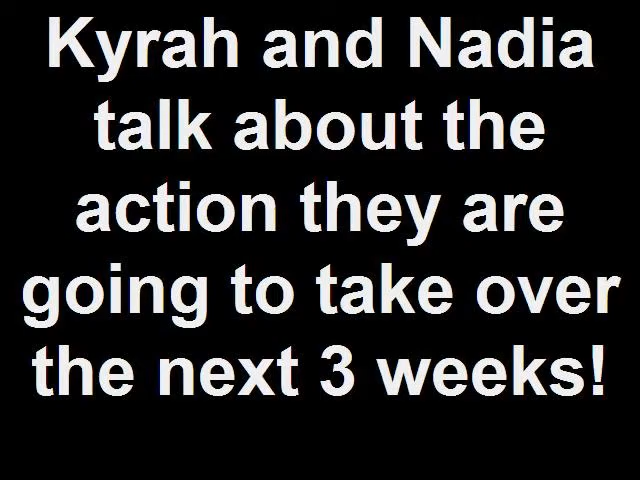 Kyrah and Nadia
talk about the
action they are
going to take over
the next 3 weeks!